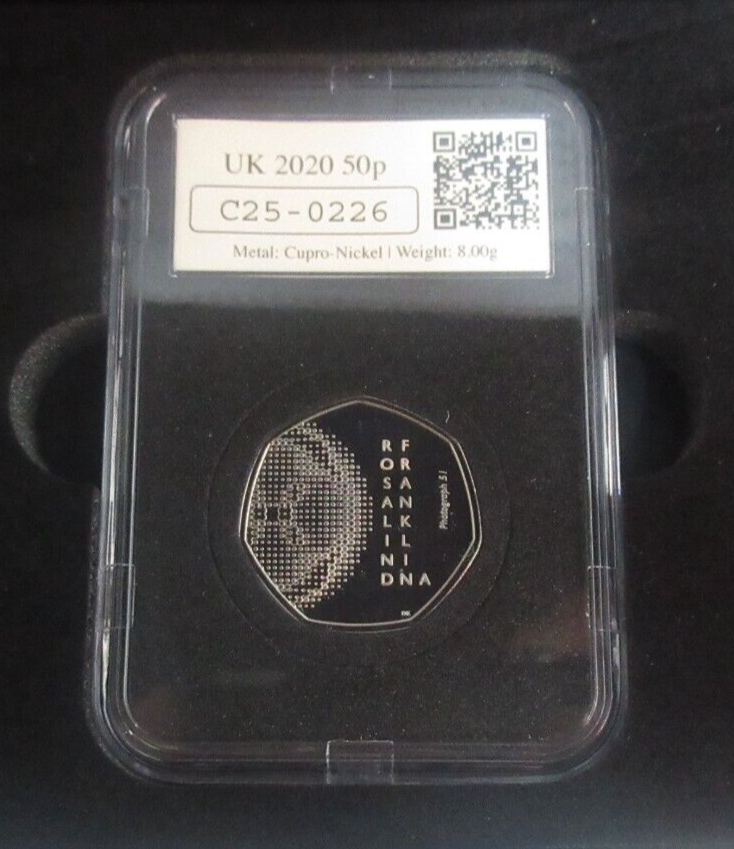 UK 2020 50p
C25-0226
Metal: Cupro-Nickel | Weight: 8.00g
ROSALIND
FRANKLIN
DNA
Photograph 51